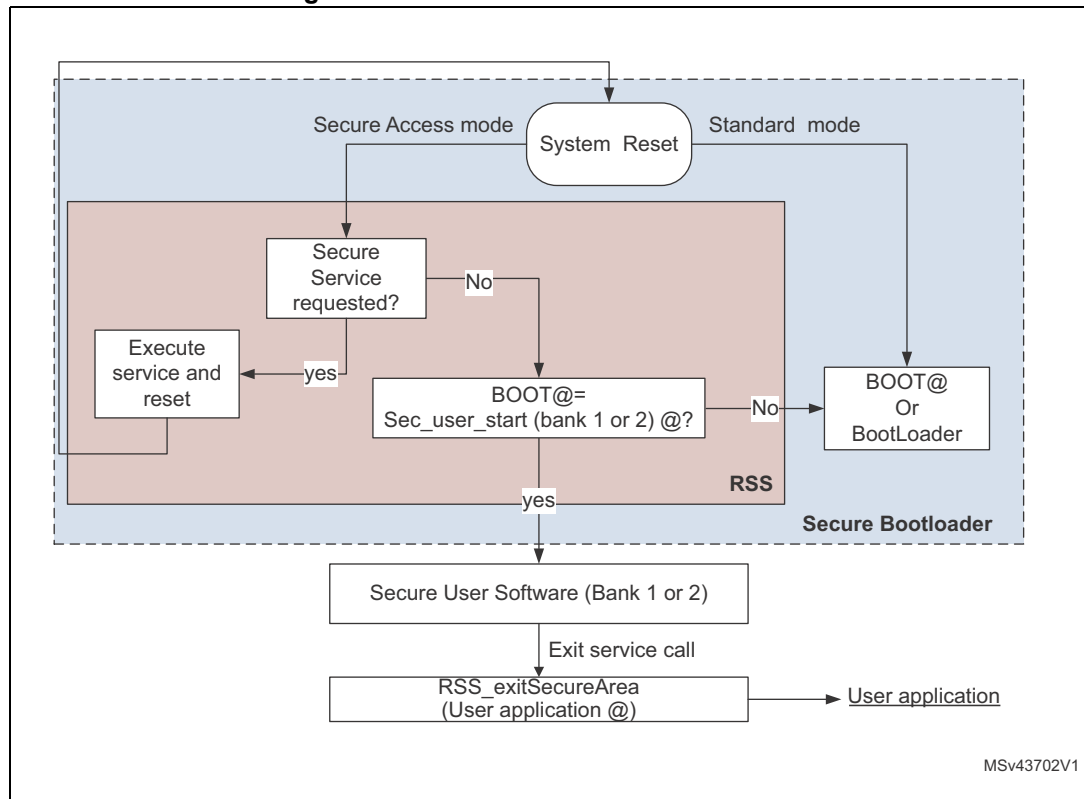 Secure Access mode
Standard mode
System Reset
Secure
Service
requested?
No
Execute
service and
reset
yes
BOOT@=
Sec_user_start (bank 1 or 2) @?
No
BOOT@
Or
BootLoader
RSS
yes
Secure Bootloader
Secure User Software (Bank 1 or 2)
Exit service call
RSS_exitSecureArea
(User application @)
User application
MSv43702V1